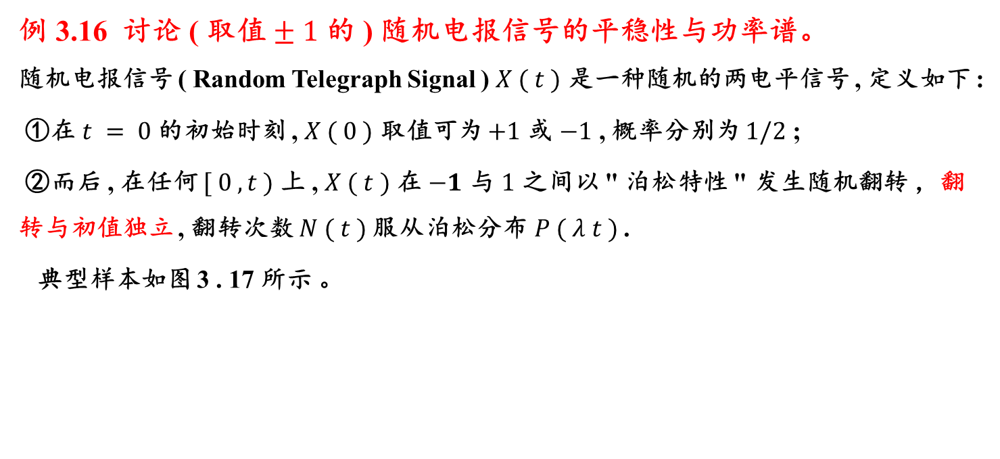 例 3.16 讨论 ( 取值 ± 1 的 ) 随机电报信号的平稳性与功率谱。
随机电报信号 ( Random Telegraph Signal ) X ( t ) 是一种随机的两电平信号 , 定义如下 :
①在 t = 0 的初始时刻 , X ( 0 ) 取值可为 +1 或 −1 , 概率分别为 1/2 ;
②而后 , 在任何 [ 0 , t ) 上 , X ( t ) 在 −1 与 1 之间以 " 泊松特性 " 发生随机翻转 , 翻
转与初值独立 , 翻转次数 N ( t ) 服从泊松分布 P ( λ t ) .
典型样本如图 3 . 17 所示 。